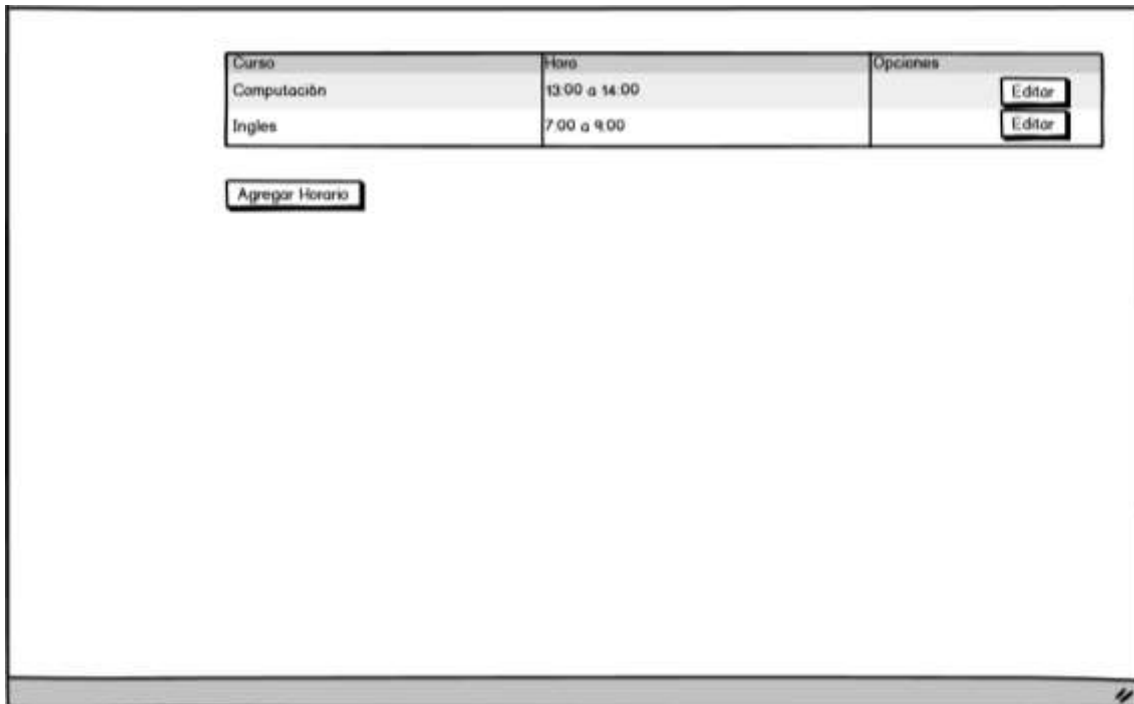 Curso Hora Opciones
Computación 13:00 a 14:00 Editar
Ingles 7:00 a 9:00 Editar
Agregar Horario